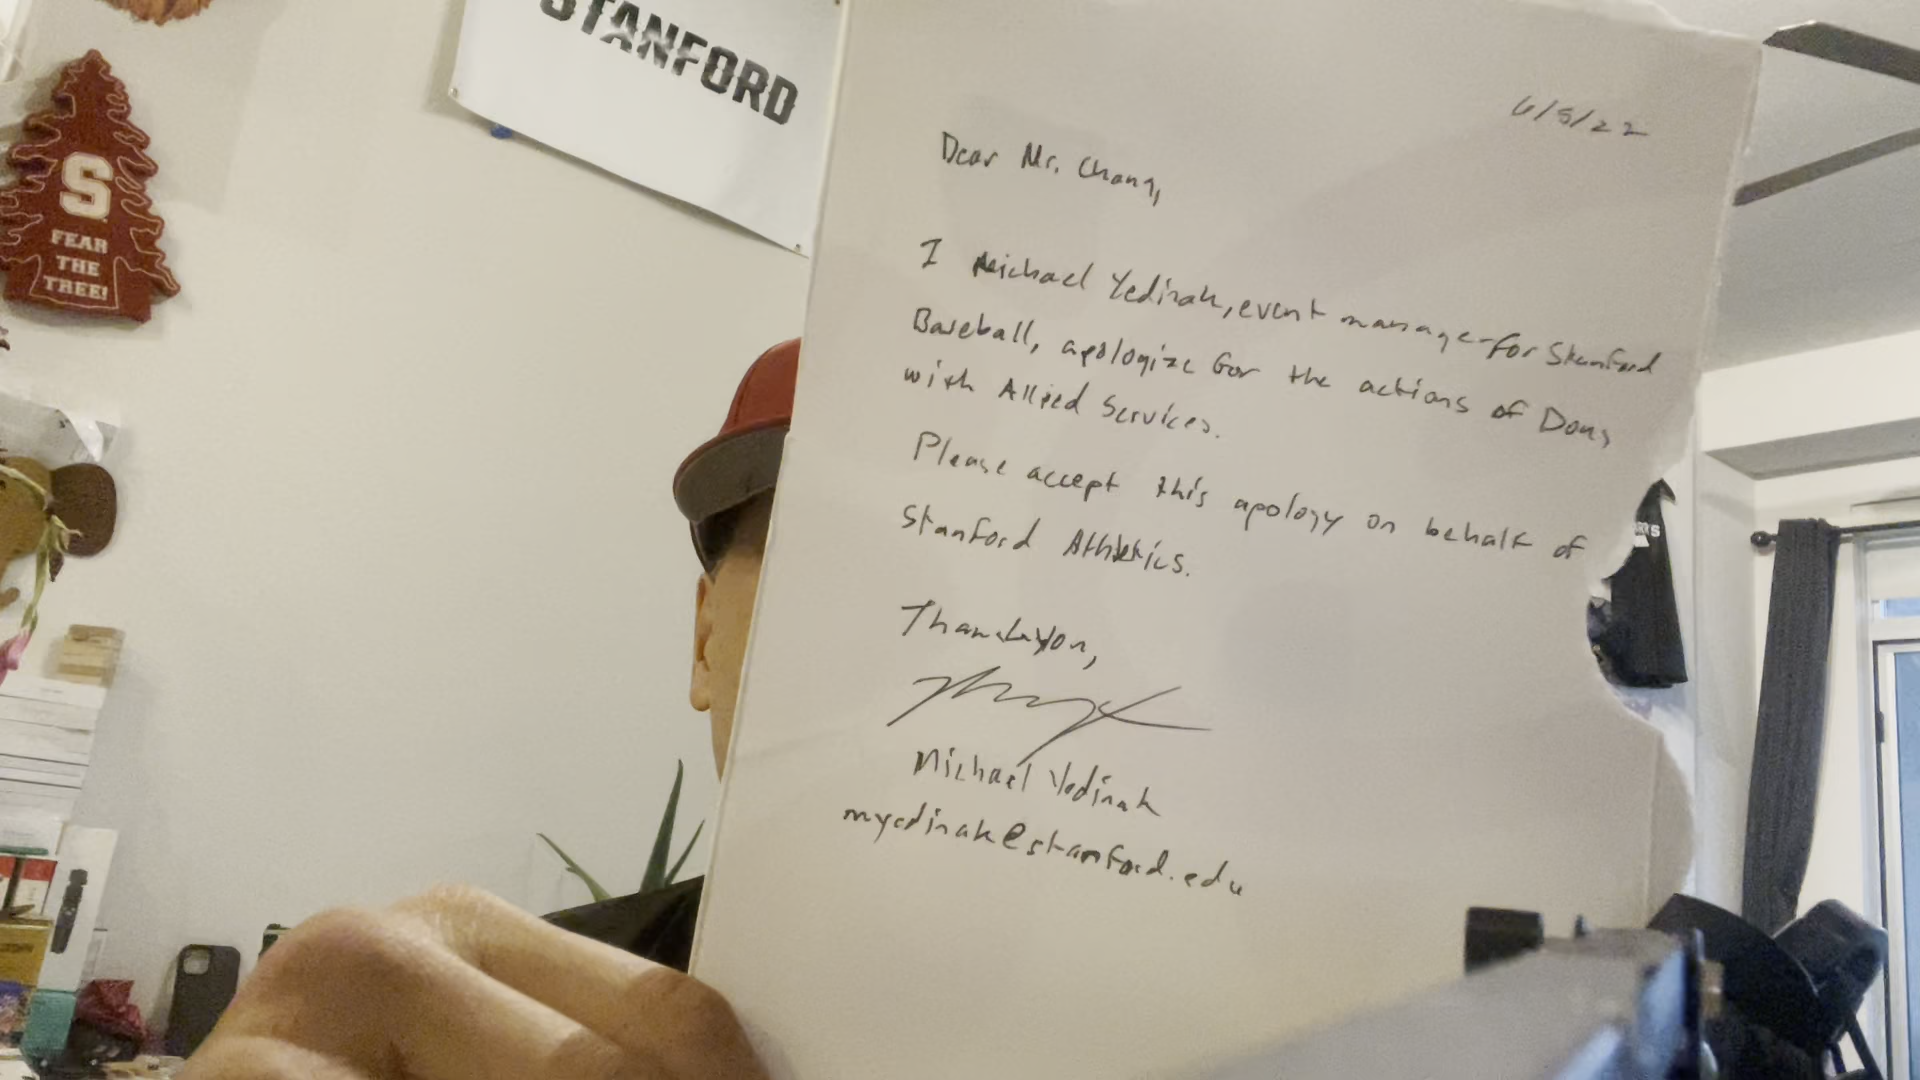 STANFORD
S
FEAR
THE
TREE!
6/5/22
Dear Mr. Chang,
I Michael Yedinak, event manager for Stanford
Baseball, apologize for the actions of Doug
with Allied Services.
Please accept this apology on behalf of
Stanford Athletics.
Thank you,
Michael Yedinak
myedinak@stanford.edu